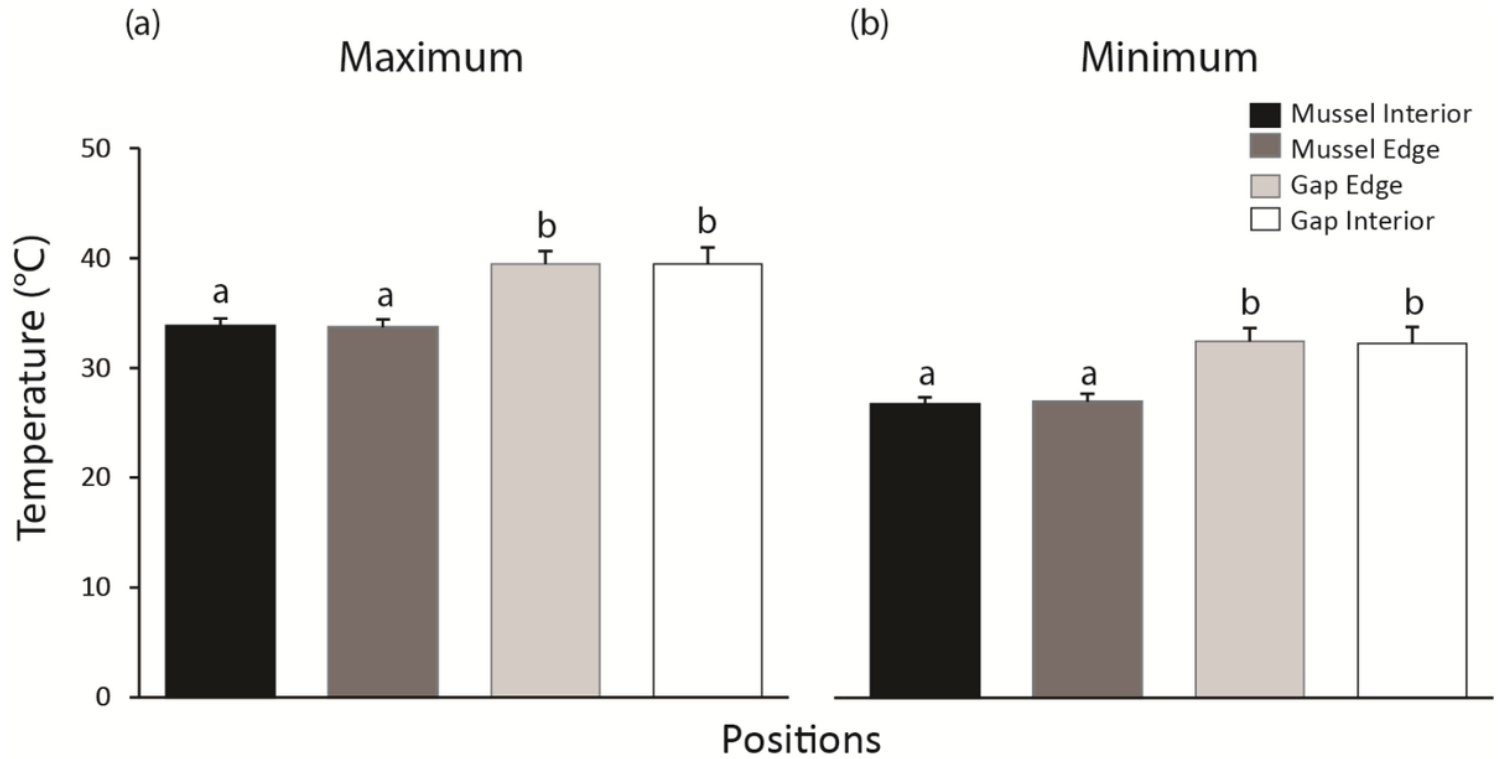 (a)
Maximum
(b)
Minimum
Mussel Interior
Mussel Edge
Gap Edge
Gap Interior
Temperature (°C)
50
40
30
20
10
0
a
a
b
b
a
a
b
b
Positions